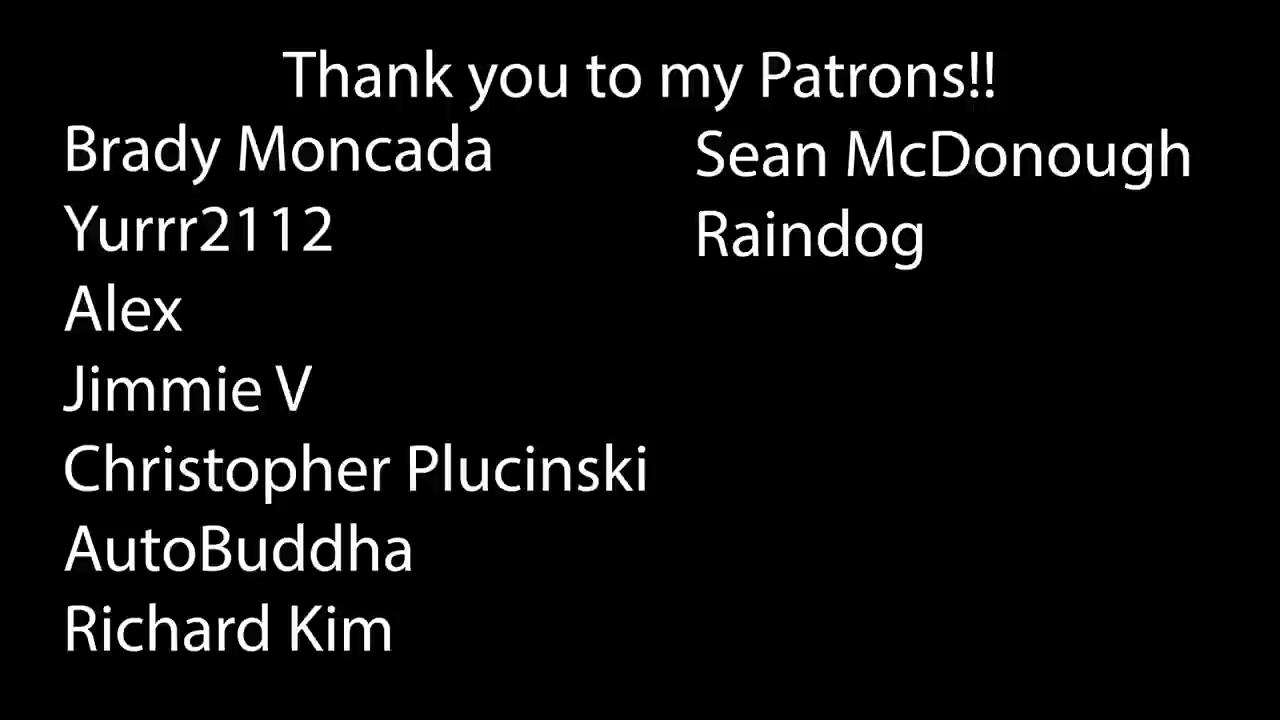 Thank you to my Patrons!!
Brady Moncada
Yurrr2112
Alex
Jimmie V
Christopher Plucinski
AutoBuddha
Richard Kim
Sean McDonough
Raindog